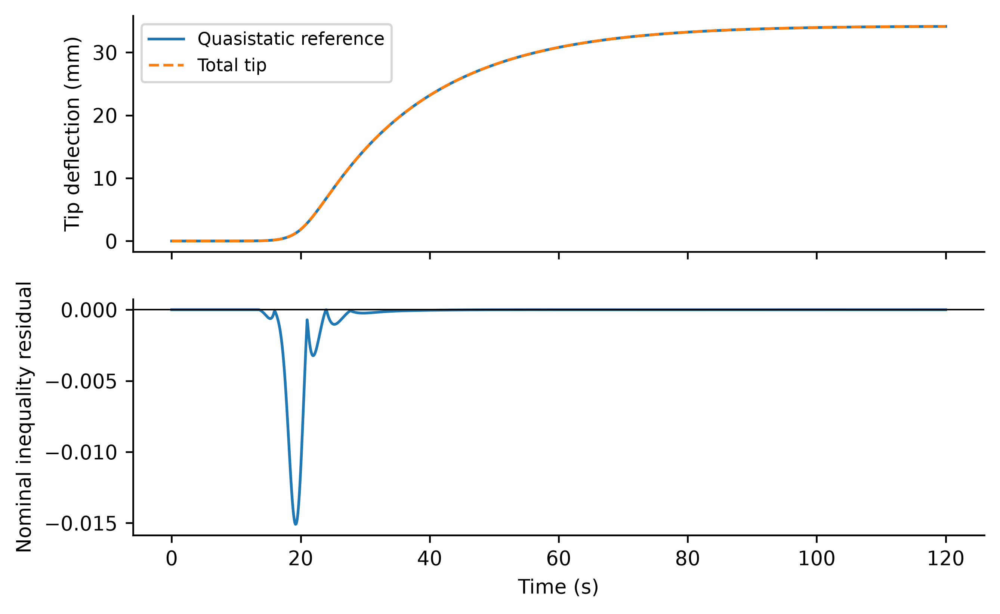 Tip deflection (mm)
30
20
10
0
Quasistatic reference
Total tip
Nominal inequality residual
0.000
−0.005
−0.010
−0.015
0 20 40 60 80 100 120
Time (s)